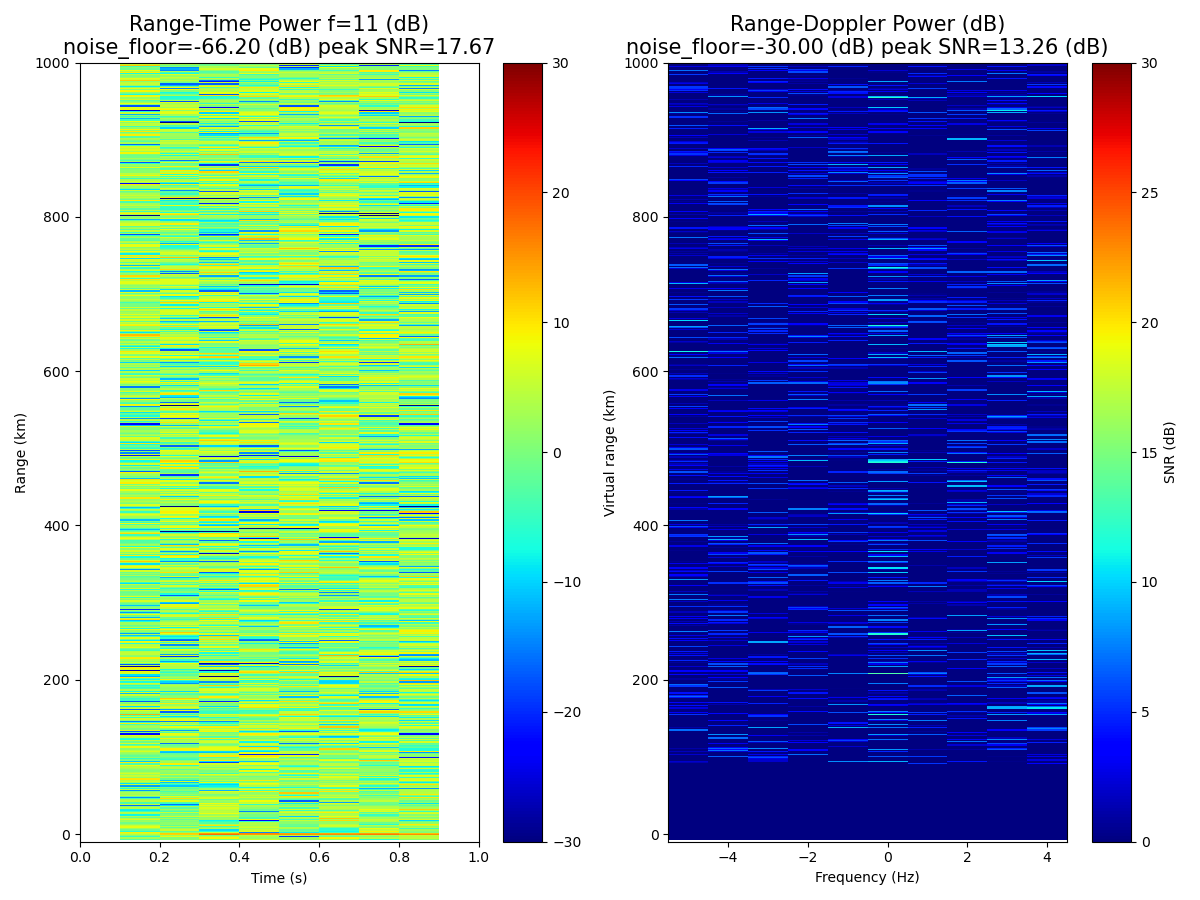 Range-Time Power f=11 (dB)
noise_floor=-66.20 (dB) peak SNR=17.67
1000
800
600
400
200
0
Range (km)
0.0 0.2 0.4 0.6 0.8 1.0
Time (s)
30
20
10
0
−10
−20
−30
Range-Doppler Power (dB)
noise_floor=-30.00 (dB) peak SNR=13.26 (dB)
1000
800
600
400
200
0
Virtual range (km)
−4 −2 0 2 4
Frequency (Hz)
30
25
20
15
10
5
0
SNR (dB)